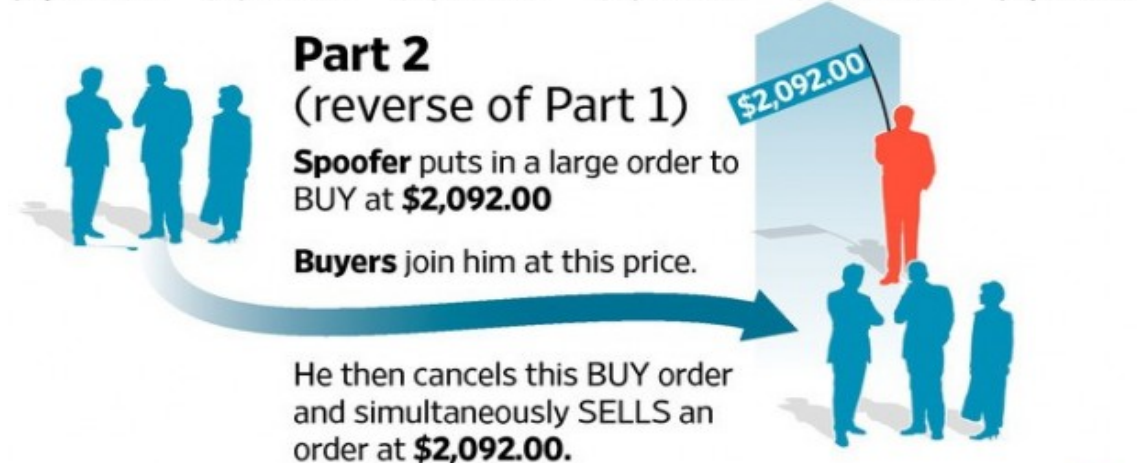 Part 2
(reverse of Part 1)
Spoofer puts in a large order to
BUY at $2,092.00
Buyers join him at this price.
He then cancels this BUY order
and simultaneously SELLS an
order at $2,092.00.
$2,092.00